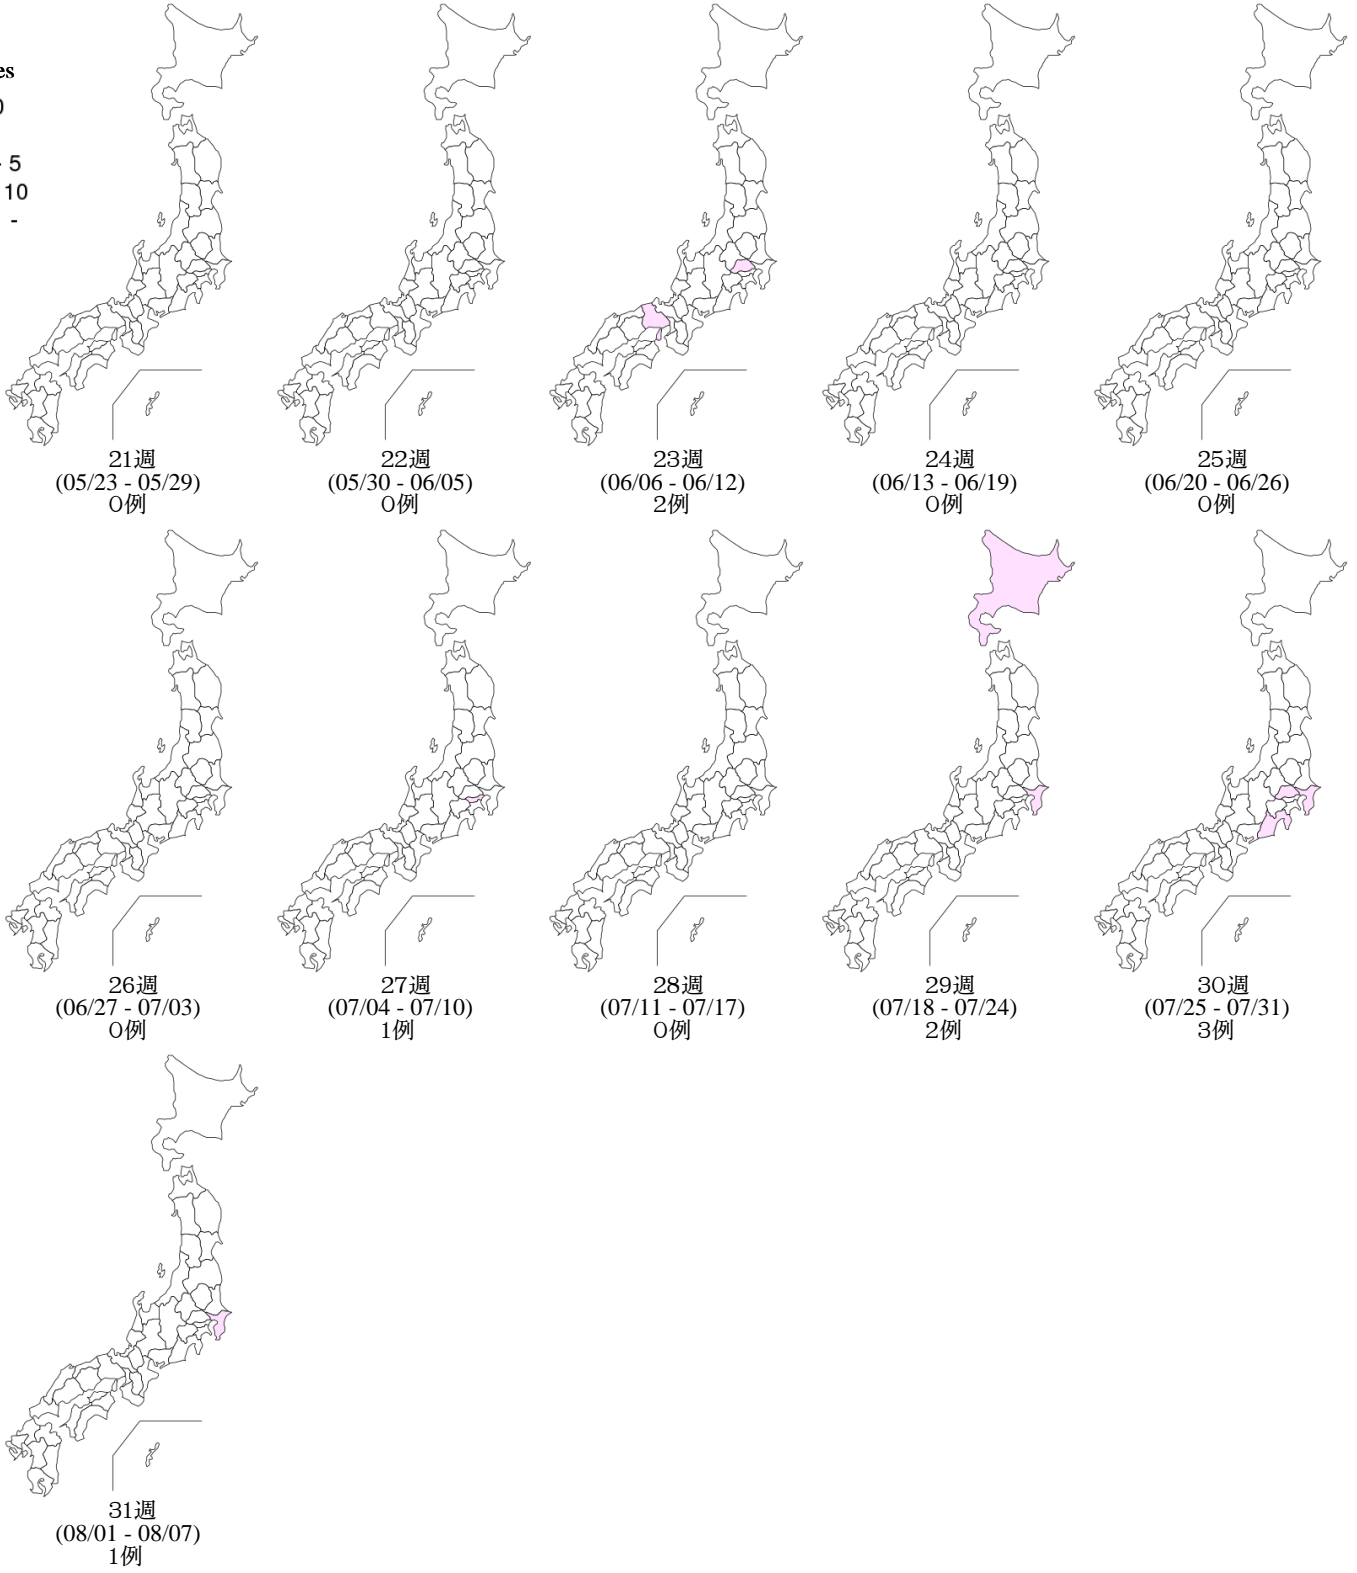 es
0
- 5
10
-
21週
(05/23 - 05/29)
0例
22週
(05/30 - 06/05)
0例
23週
(06/06 - 06/12)
2例
24週
(06/13 - 06/19)
0例
25週
(06/20 - 06/26)
0例
26週
(06/27 - 07/03)
0例
27週
(07/04 - 07/10)
1例
28週
(07/11 - 07/17)
0例
29週
(07/18 - 07/24)
2例
30週
(07/25 - 07/31)
3例
31週
(08/01 - 08/07)
1例